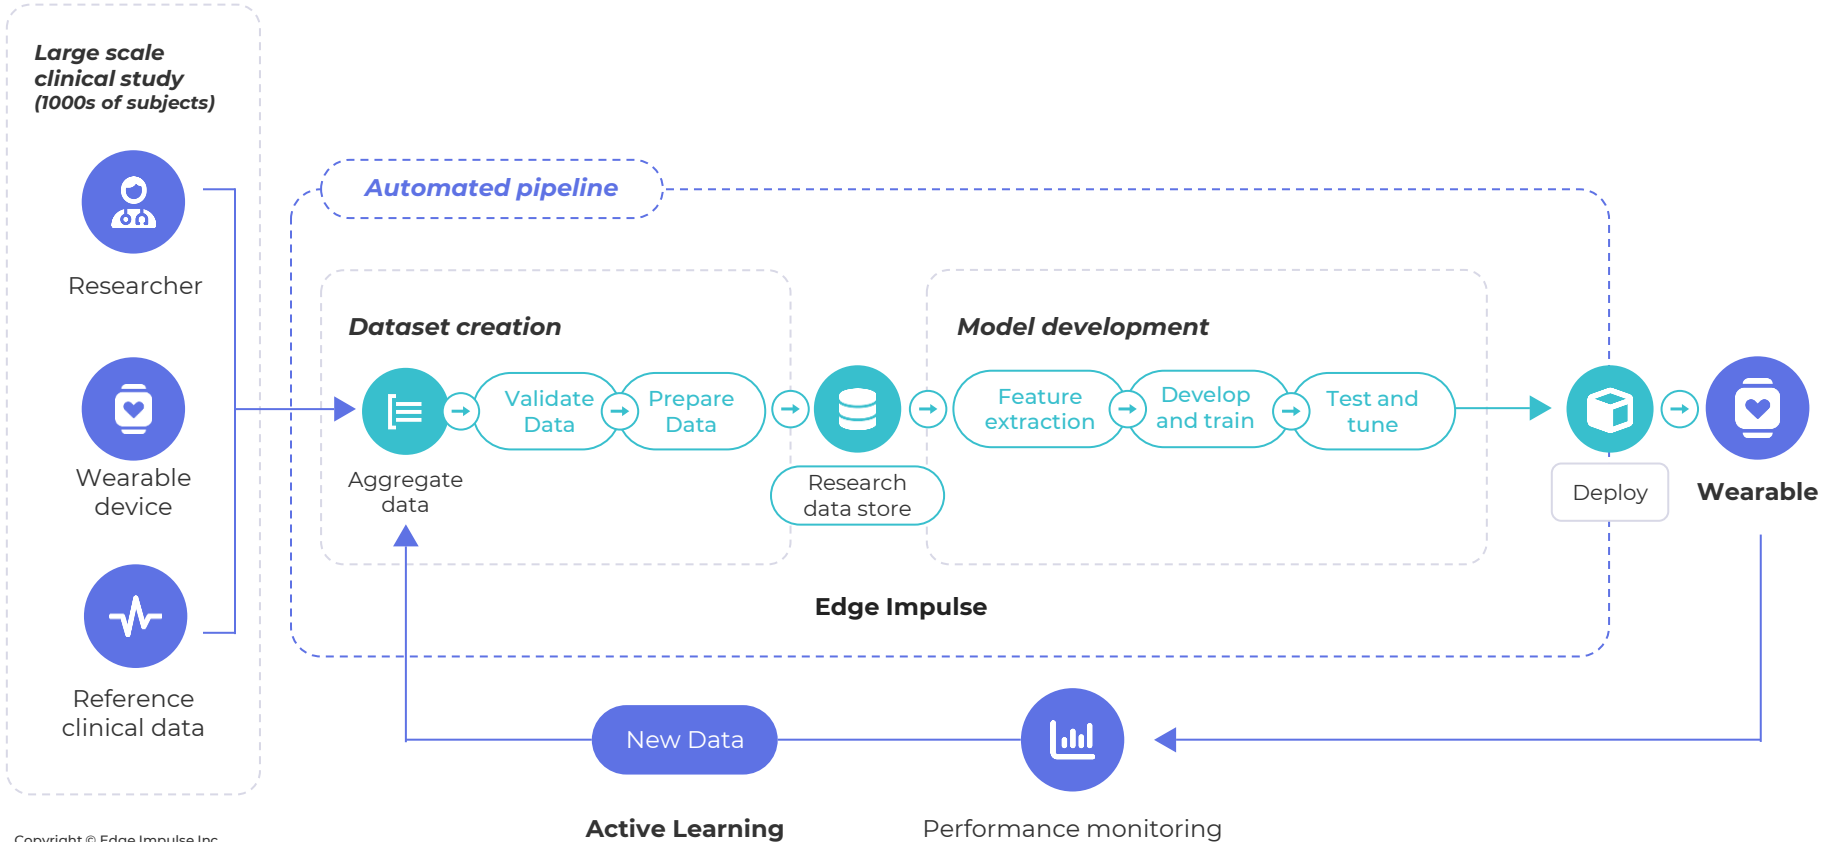 Large scale
clinical study
(1000s of subjects)
Researcher
Wearable
device
Reference
clinical data
Automated pipeline
Dataset creation
Aggregate
data
Validate
Data
Prepare
Data
Research
data store
Model development
Feature
extraction
Develop
and train
Test and
tune
Deploy
Wearable
Edge Impulse
New Data
Active Learning
Performance monitoring
Copyright © Edge Impulse Inc